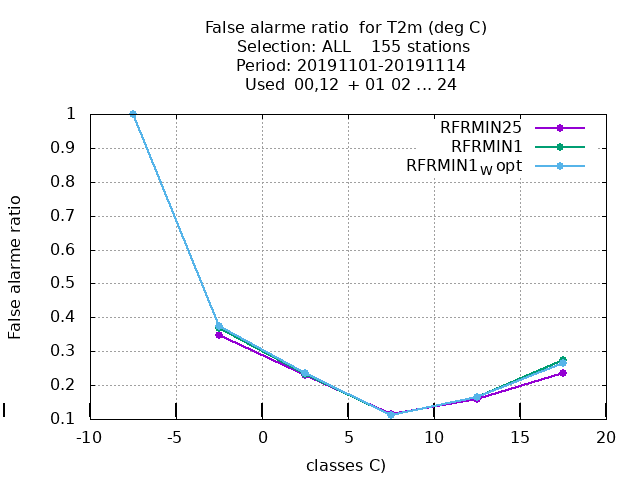 False alarme ratio  for T2m (deg C)
Selection: ALL    155 stations
Period: 20191101-20191114
Used  00,12  + 01 02 ... 24
RFRMIN25
RFRMIN1
RFRMIN1W opt
1
0.9
0.8
0.7
0.6
0.5
0.4
0.3
0.2
0.1
False alarme ratio
-10 -5 0 5 10 15 20
classes C)